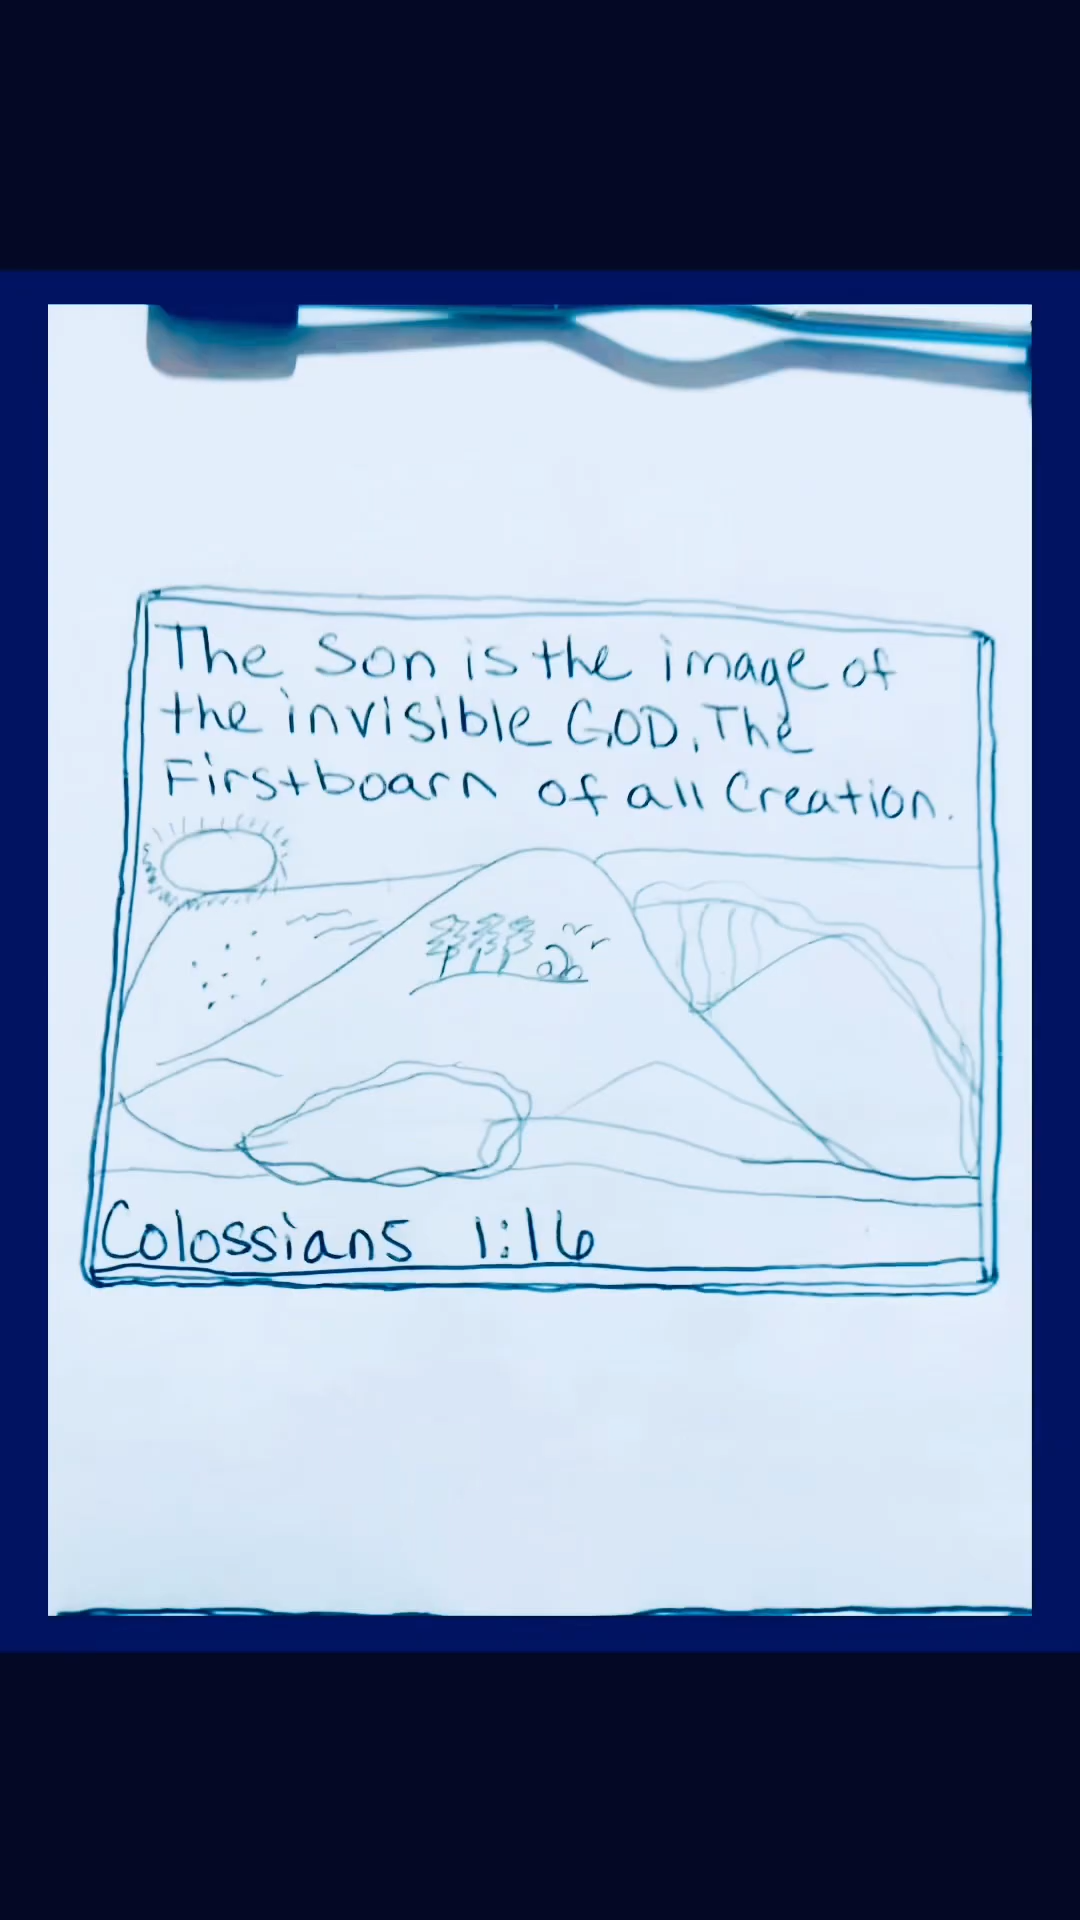 The Son is the image of
the invisible GOD. The
Firstboarn of all Creation.
Colossians 1:16